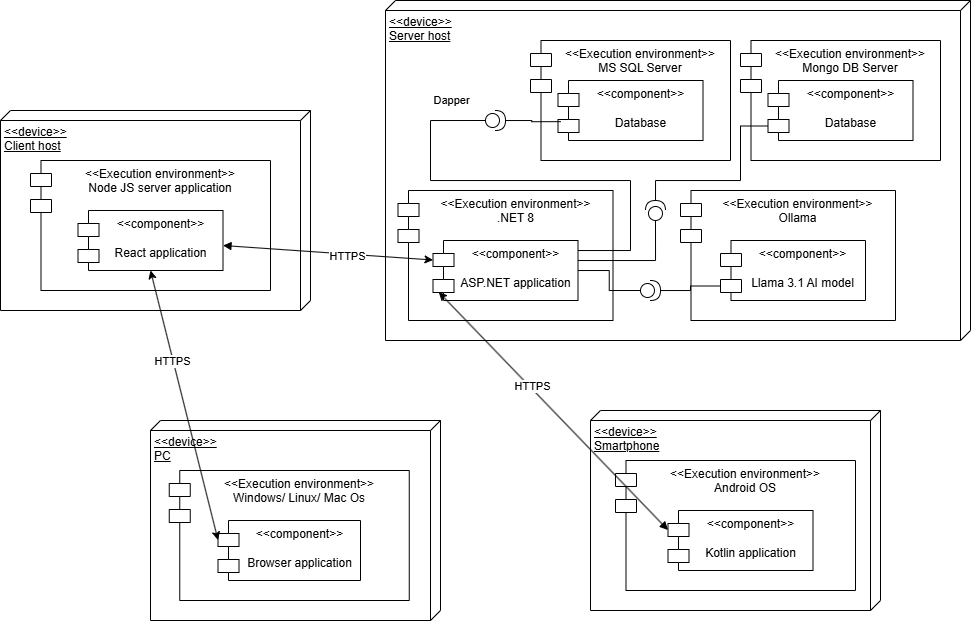 <<device>>
Server host
<<Execution environment>>
MS SQL Server
<<component>>
Database
<<Execution environment>>
Mongo DB Server
<<component>>
Database
Dapper
<<device>>
Client host
<<Execution environment>>
Node JS server application
<<component>>
React application
HTTPS
<<Execution environment>>
.NET 8
<<component>>
ASP.NET application
<<Execution environment>>
Ollama
<<component>>
Llama 3.1 AI model
HTTPS
HTTPS
<<device>>
PC
<<Execution environment>>
Windows/ Linux/ Mac Os
<<component>>
Browser application
<<device>>
Smartphone
<<Execution environment>>
Android OS
<<component>>
Kotlin application